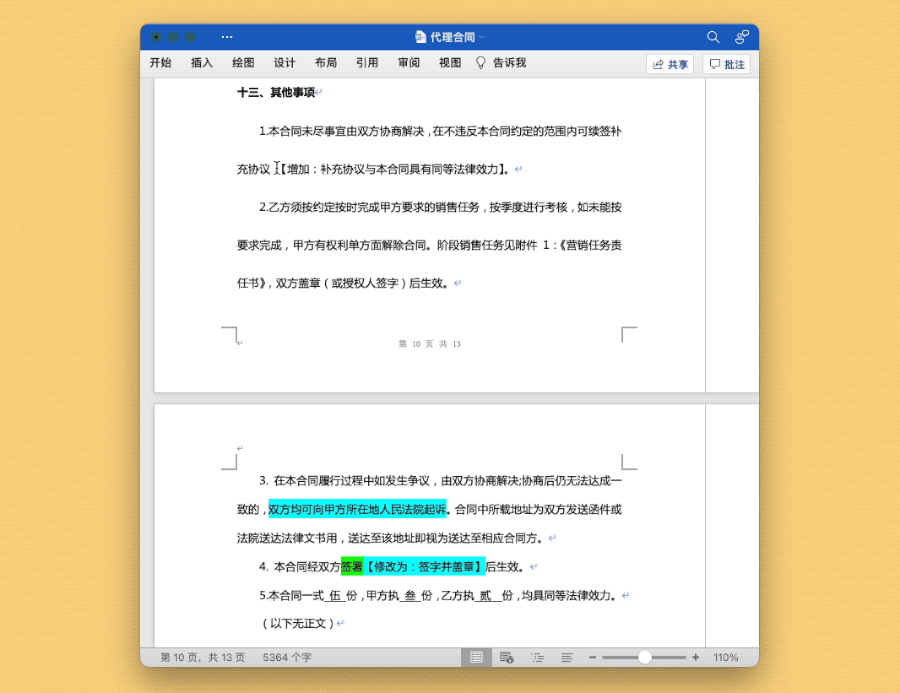 ··· 代理合同
开始 插入 绘图 设计 布局 引用 审阅 视图 告诉我 共享 批注
十三、其他事项
1.本合同未尽事宜由双方协商解决,在不违反本合同约定的范围内可续签补
充协议【增加:补充协议与本合同具有同等法律效力】。
2.乙方须按约定按时完成甲方要求的销售任务,按季度进行考核,如未能按
要求完成,甲方有权利单方面解除合同。阶段销售任务见附件 1:《营销任务责
任书》,双方盖章(或授权人签字)后生效。
第 10 页 共 13
3. 在本合同履行过程中如发生争议,由双方协商解决;协商后仍无法达成一
致的,双方均可向甲方所在地人民法院起诉。合同中所载地址为双方发送函件或
法院送达法律文书用,送达至该地址即视为送达至相应合同方。
4. 本合同经双方签署【修改为:签字并盖章】后生效。
5.本合同一式 伍 份,甲方执 叁 份,乙方执 贰 份,均具同等法律效力。
(以下无正文)
第 10 页,共 13 页 5364 个字 110%